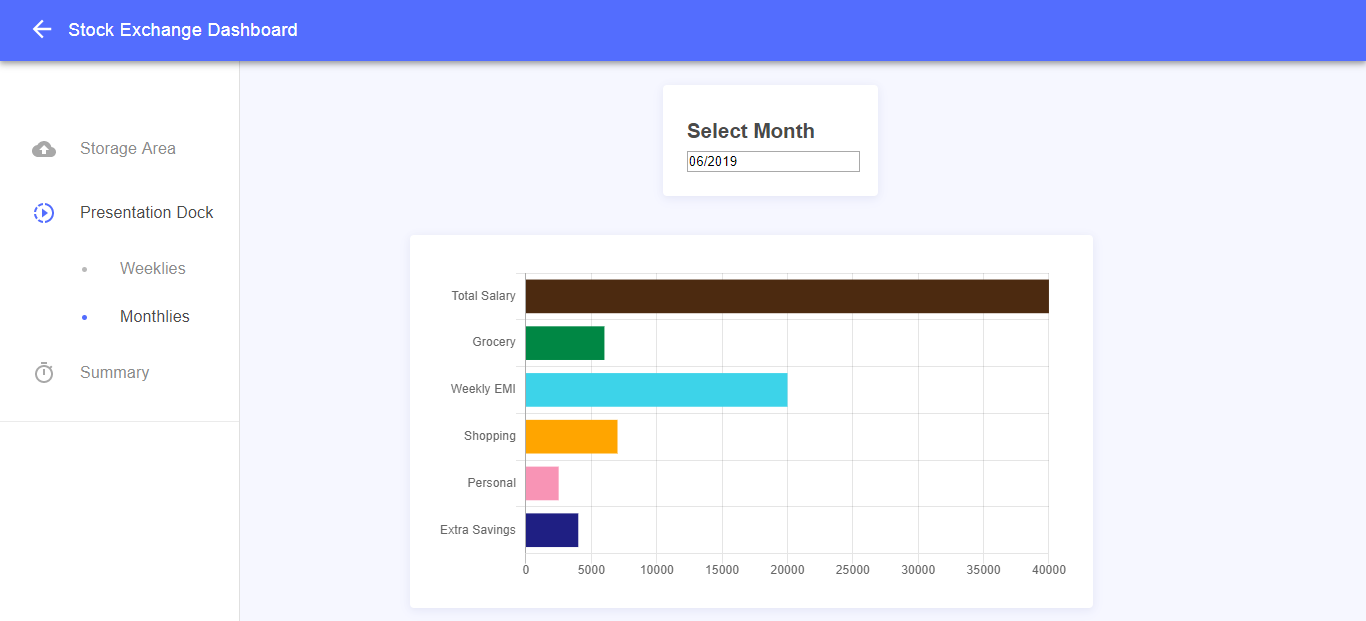 Stock Exchange Dashboard
Storage Area
Presentation Dock
Weeklies
Monthlies
Summary
Select Month
06/2019
Total Salary
Grocery
Weekly EMI
Shopping
Personal
Extra Savings
0 5000 10000 15000 20000 25000 30000 35000 40000